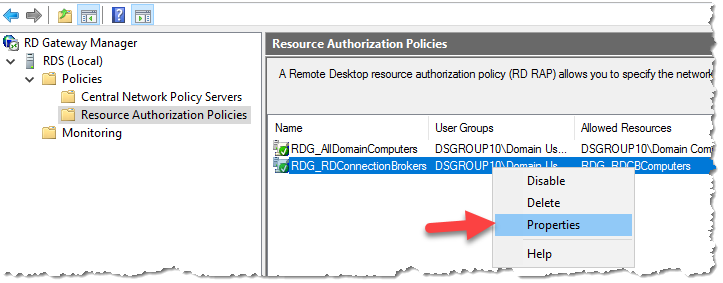 RD Gateway Manager
RDS (Local)
Policies
Central Network Policy Servers
Resource Authorization Policies
Monitoring
Resource Authorization Policies
A Remote Desktop resource authorization policy (RD RAP) allows you to specify the network
Name User Groups Allowed Resources
RDG_AllDomainComputers DSGROUP10\Domain Us... DSGROUP10\Domain Com
RDG_RDConnectionBrokers DSGROUP10\Domain Us... RDG_RDCBComputers
Disable
Delete
Properties
Help